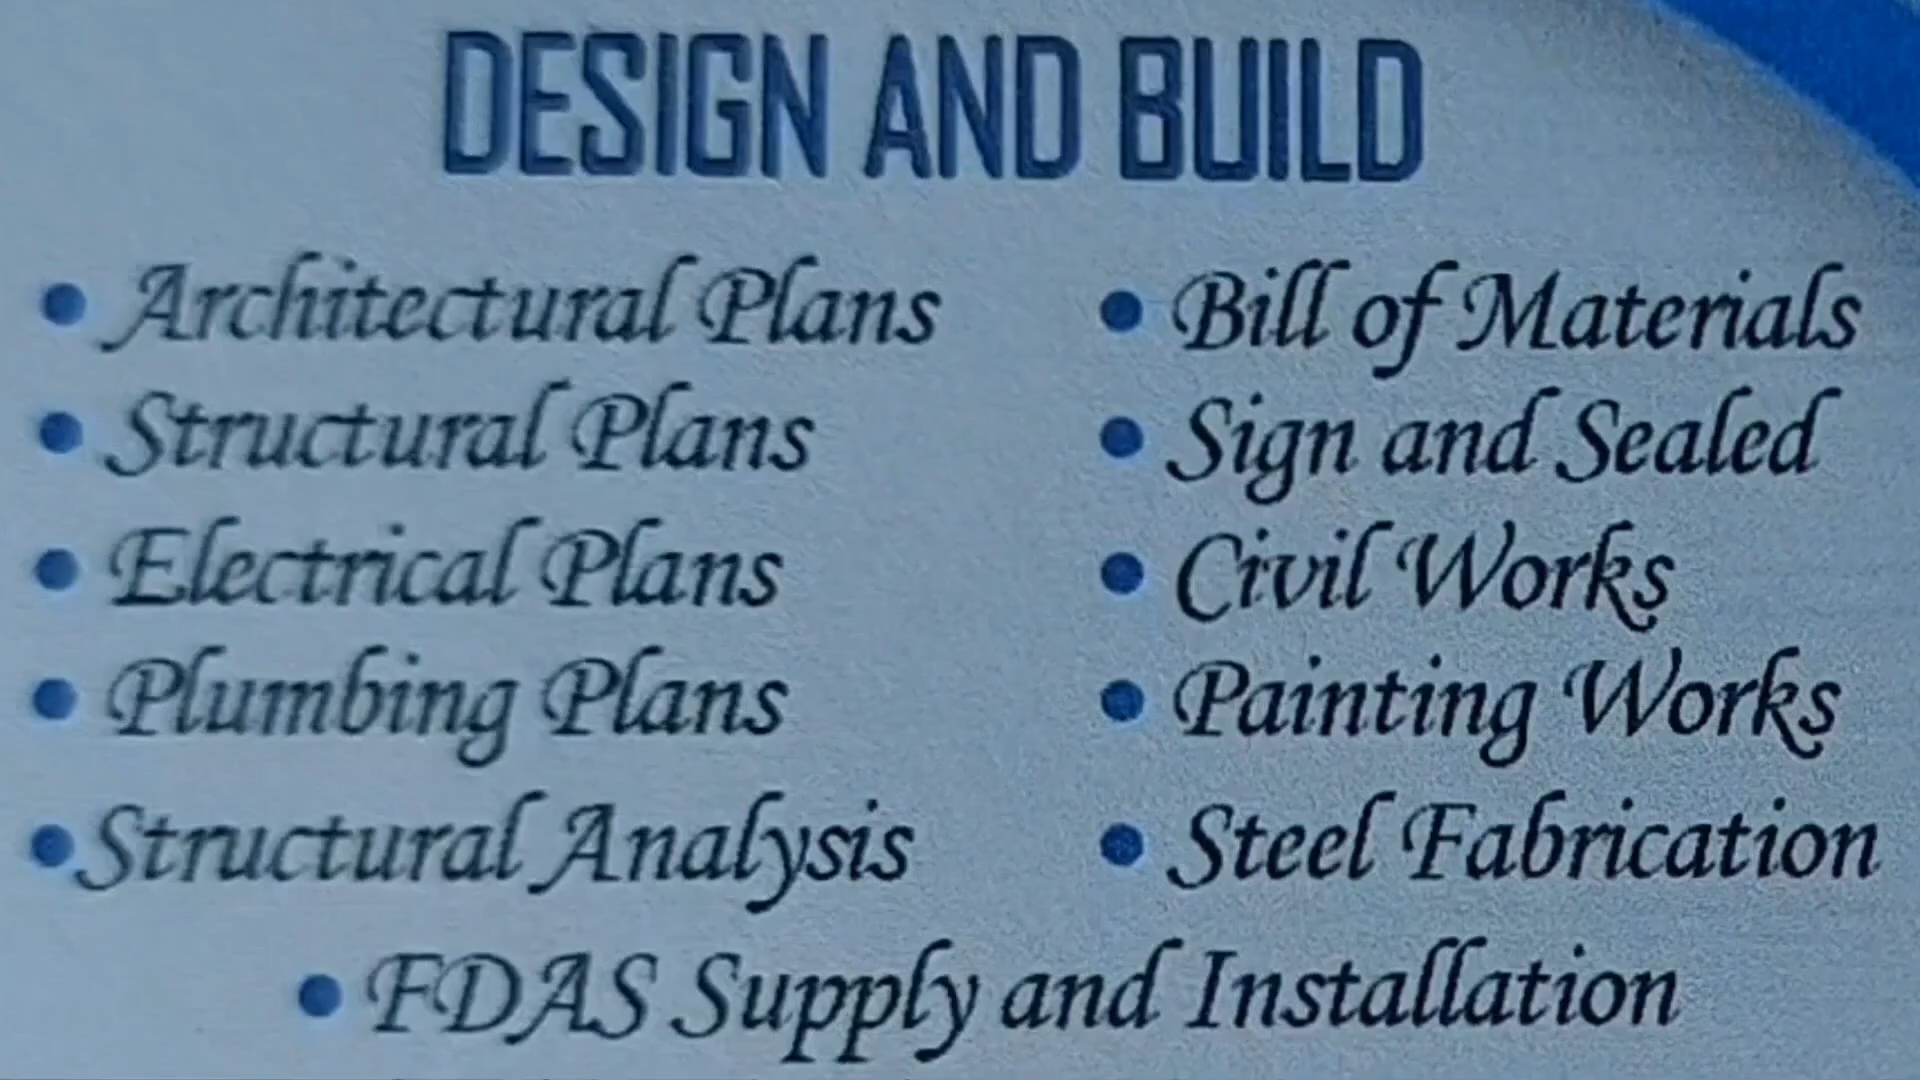 DESIGN AND BUILD
• Architectural Plans
• Structural Plans
• Electrical Plans
• Plumbing Plans
• Structural Analysis
• Bill of Materials
• Sign and Sealed
• Civil Works
• Painting Works
• Steel Fabrication
• FDAS Supply and Installation